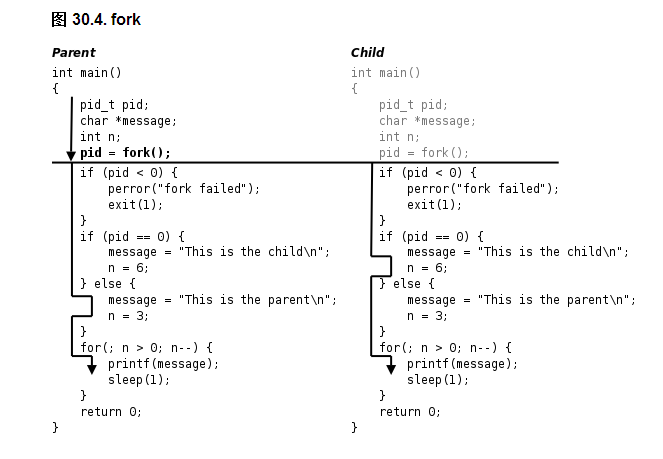 图 30.4. fork
Parent
int main()
{
    pid_t pid;
    char *message;
    int n;
    pid = fork();
    if (pid < 0) {
        perror("fork failed");
        exit(1);
    }
    if (pid == 0) {
        message = "This is the child\n";
        n = 6;
    } else {
        message = "This is the parent\n";
        n = 3;
    }
    for(; n > 0; n--) {
        printf(message);
        sleep(1);
    }
    return 0;
}
Child
int main()
{
    pid_t pid;
    char *message;
    int n;
    pid = fork();
    if (pid < 0) {
        perror("fork failed");
        exit(1);
    }
    if (pid == 0) {
        message = "This is the child\n";
        n = 6;
    } else {
        message = "This is the parent\n";
        n = 3;
    }
    for(; n > 0; n--) {
        printf(message);
        sleep(1);
    }
    return 0;
}